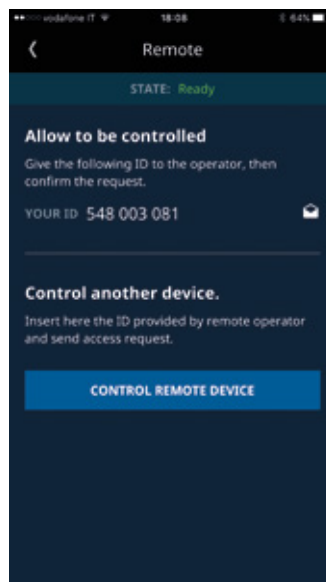 vodafone IT 18:08 64%
Remote
STATE: Ready
Allow to be controlled
Give the following ID to the operator, then
confirm the request.
YOUR ID 548 003 081
Control another device.
Insert here the ID provided by remote operator
and send access request.
CONTROL REMOTE DEVICE